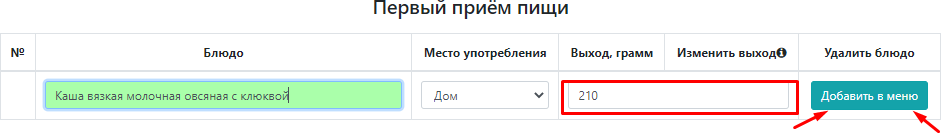 Первый приём пищи
№ Блюдо Место употребления Выход, грамм Изменить выход Удалить блюдо
Каша вязкая молочная овсяная с клюквой Дом 210 Добавить в меню